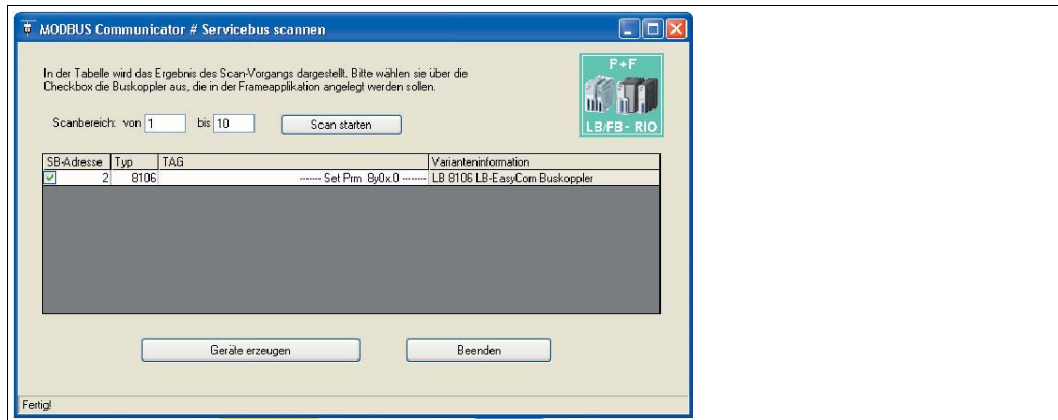 MODBUS Communicator # Servicebus scannen
In der Tabelle wird das Ergebnis des Scan-Vorgangs dargestellt. Bitte wählen sie über die
Checkbox die Buskoppler aus, die in der Frameapplikation angelegt werden sollen.
P+F
LB/FB- RIO
Scanbereich: von 1 bis 10 Scan starten
SB-Adresse Typ TAG Varianteninformation
2 8106 ------- Set Prm 8y0x.0 -------- LB 8106 LB-EasyCom Buskoppler
Geräte erzeugen Beenden
Fertig!